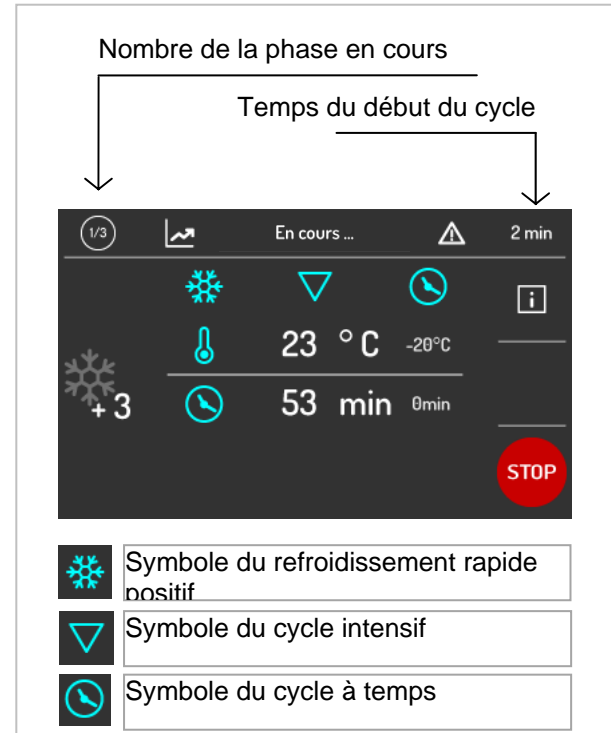 Nombre de la phase en cours
Temps du début du cycle
1/3 En cours ... 2 min
23 °C -20°C
+3
53 min 0min
STOP
Symbole du refroidissement rapide
positif
Symbole du cycle intensif
Symbole du cycle à temps